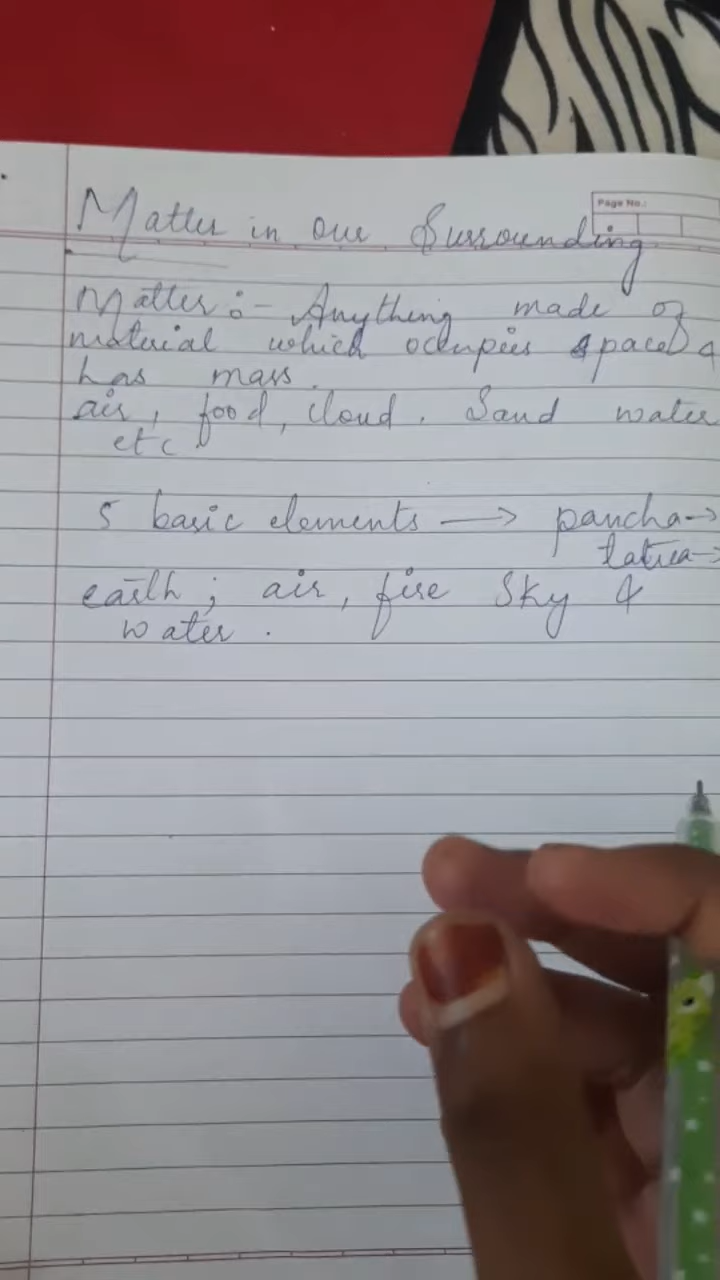 Page No.:
Matter in our Surrounding
Matter :- Anything made of
material which occupies space &
has mass.
air, food, cloud. Sand water
etc.
5 basic elements → pancha→
tatva→
earth; air, fire Sky &
water.